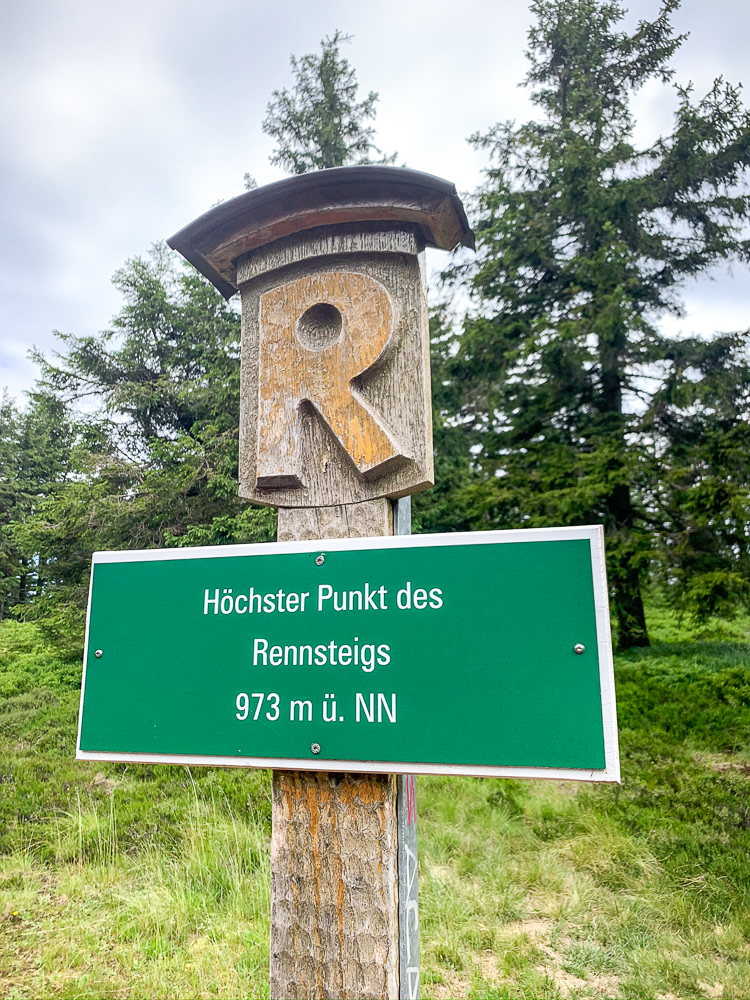 R
Höchster Punkt des
Rennsteigs
973 m ü. NN